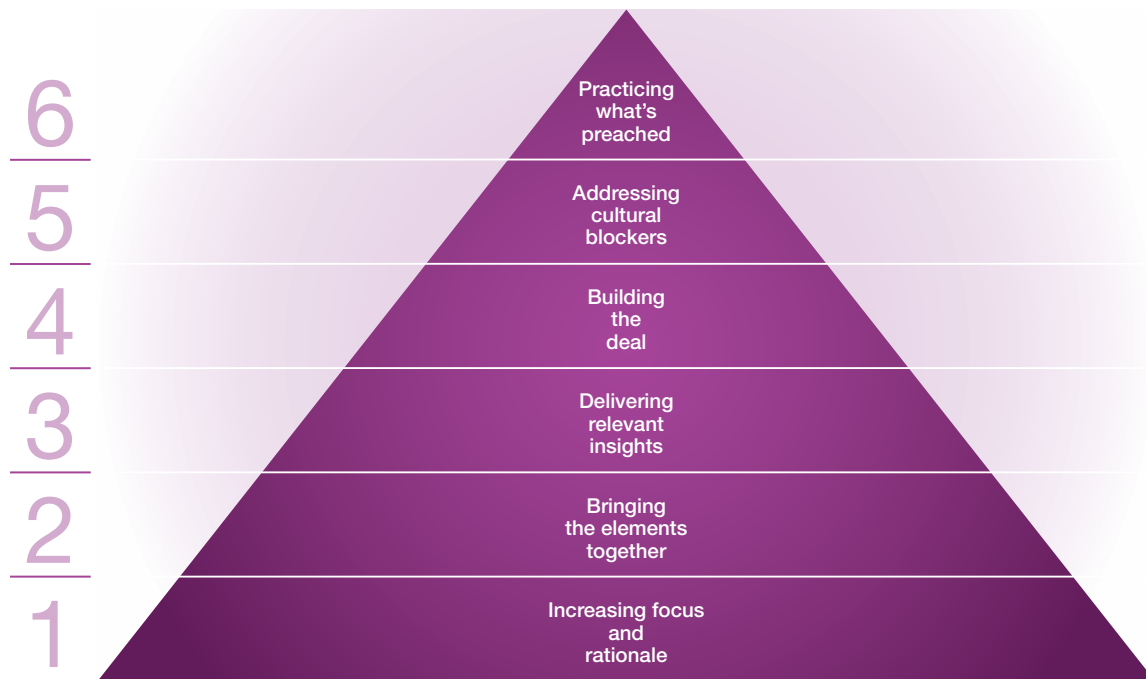 6
Practicing
what’s
preached
5
Addressing
cultural
blockers
4
Building
the
deal
3
Delivering
relevant
insights
2
Bringing
the elements
together
1
Increasing focus
and
rationale